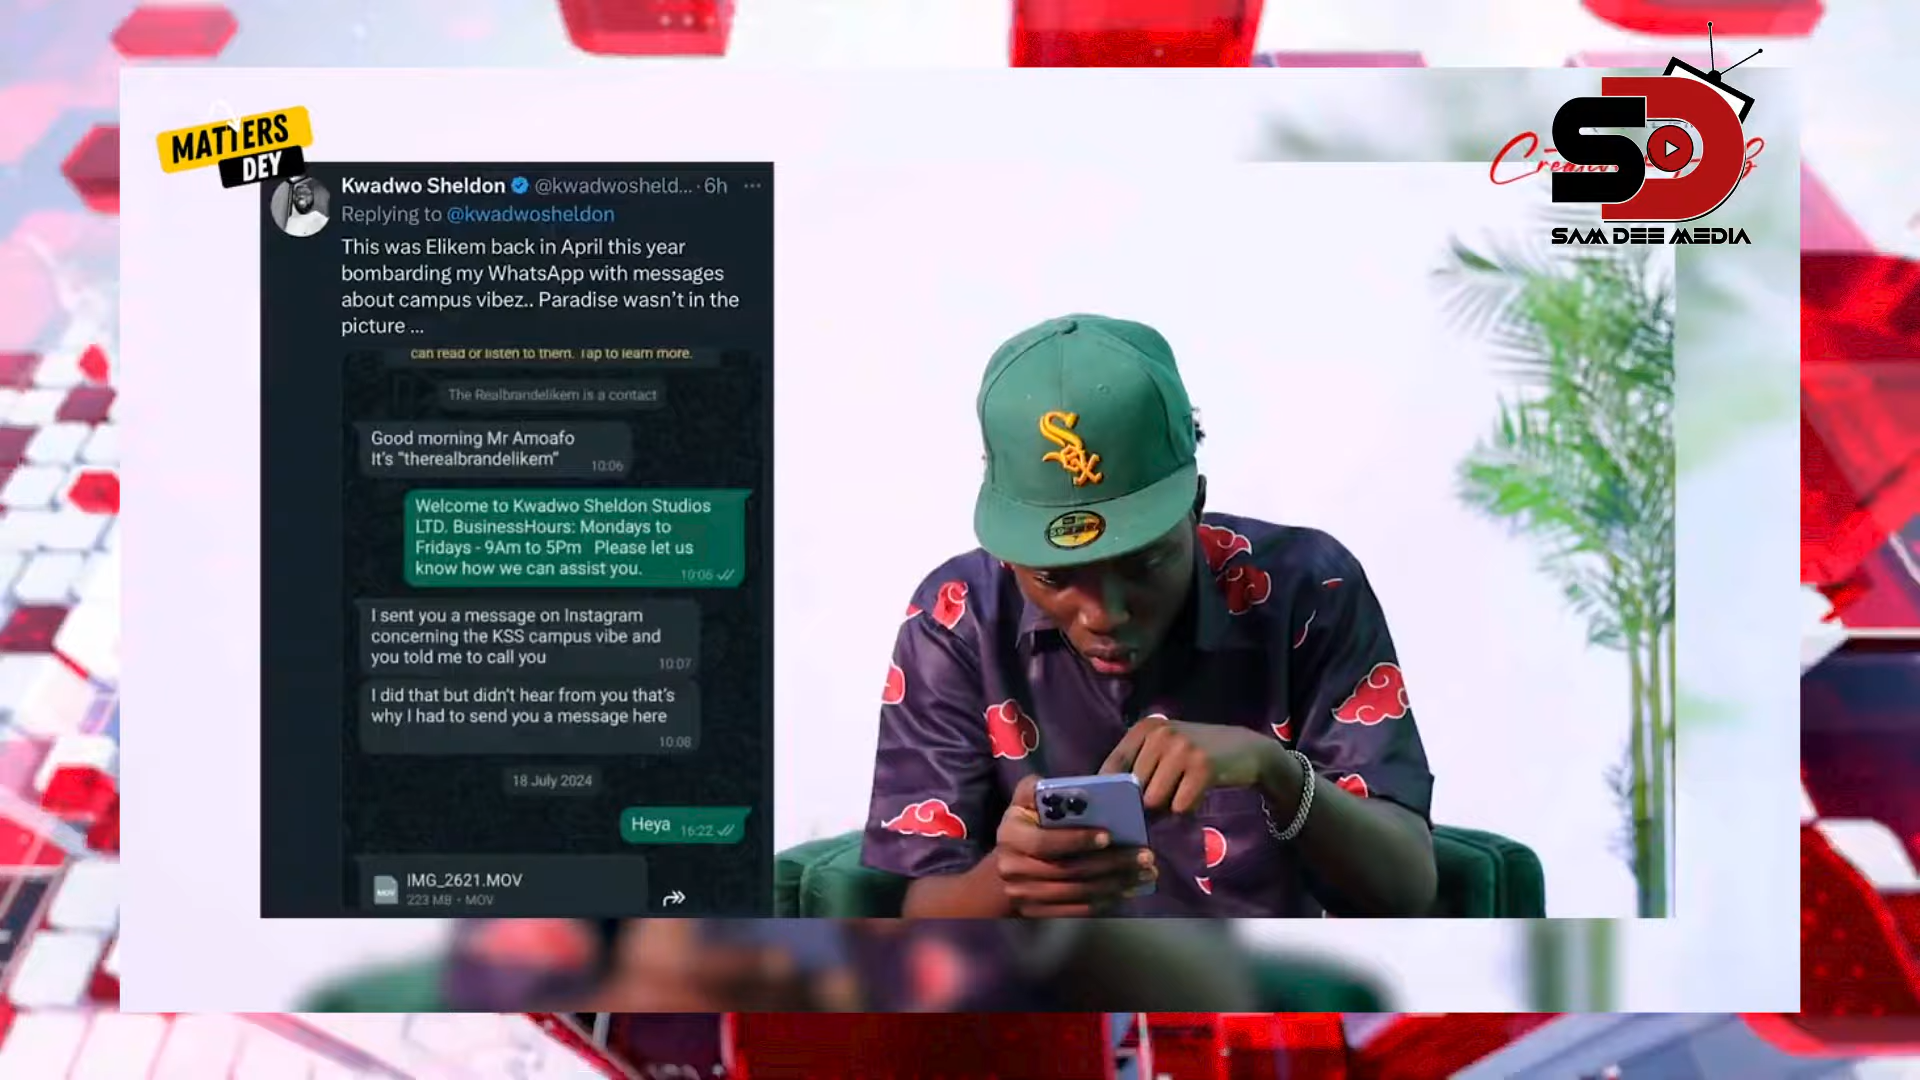 MATTERS
DEY
SD
SAM DEE MEDIA
Kwadwo Sheldon @kwadwosheld... · 6h ...
Replying to @kwadwosheldon
This was Elikem back in April this year
bombarding my WhatsApp with messages
about campus vibez.. Paradise wasn't in the
picture ...
can read or listen to them. Tap to learn more.
The Realbrandelikem is a contact
Good morning Mr Amoafo
It's "therealbrandelikem"
10:06
Welcome to Kwadwo Sheldon Studios
LTD. BusinessHours: Mondays to
Fridays - 9Am to 5Pm Please let us
know how we can assist you.
10:06
I sent you a message on Instagram
concerning the KSS campus vibe and
you told me to call you
10:07
I did that but didn't hear from you that's
why I had to send you a message here
10:08
18 July 2024
Heya 16:22
MOV
IMG_2621.MOV
223 MB · MOV
Sox